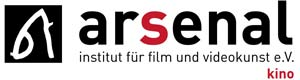 arsenal
institut für film und videokunst e.V.
kino